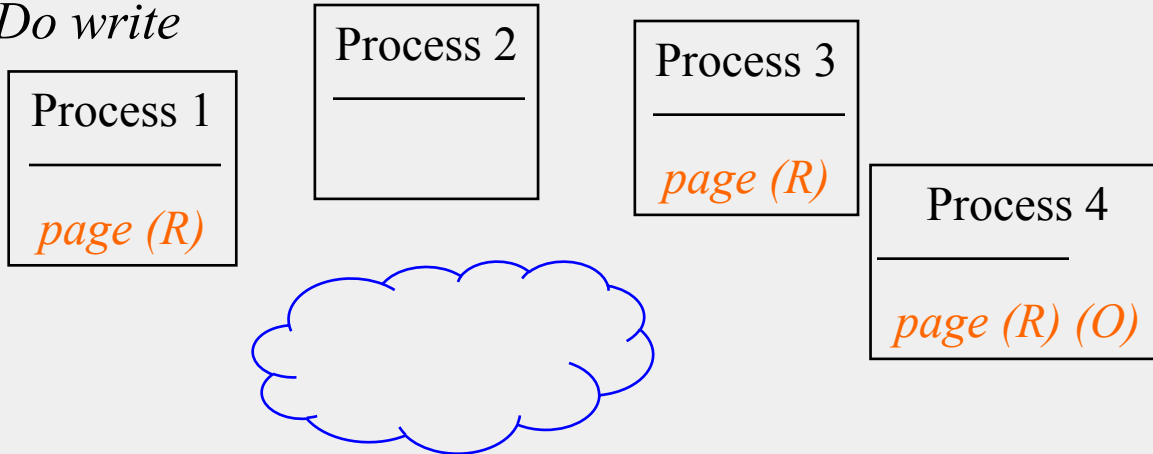 Do write
Process 1
page (R)
Process 2
Process 3
page (R)
Process 4
page (R) (O)